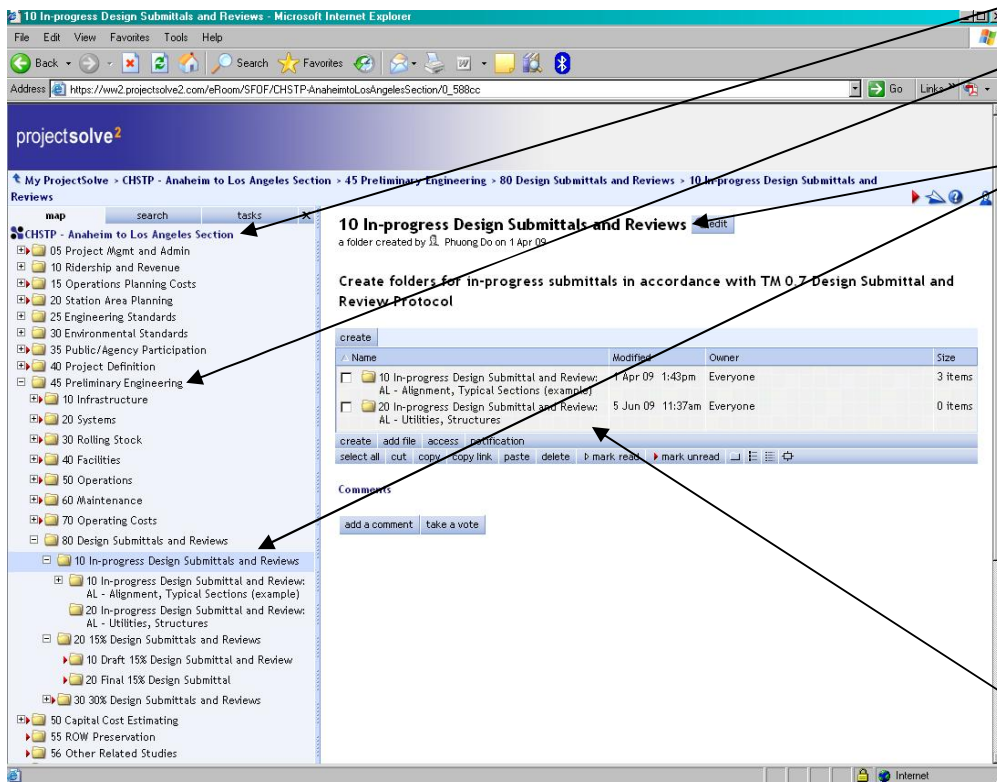 10 In-progress Design Submittals and Reviews - Microsoft Internet Explorer
File Edit View Favorites Tools Help
Back Search Favorites
Address https://ww2.projectsolve2.com/eRoom/SFOF/CHSTP-AnaheimtoLosAngelesSection/0_588cc Go Links
projectsolve2
My ProjectSolve > CHSTP - Anaheim to Los Angeles Section > 45 Preliminary Engineering > 80 Design Submittals and Reviews > 10 In-progress Design Submittals and
Reviews
map search tasks x
CHSTP - Anaheim to Los Angeles Section
05 Project Mgmt and Admin
10 Ridership and Revenue
15 Operation Planning Costs
20 Station Area Planning
25 Engineering Standards
30 Environmental Standards
35 Public/Agency Participation
40 Project Definition
45 Preliminary Engineering
10 Infrastructure
20 Systems
30 Rolling Stock
40 Facilities
50 Operations
60 Maintenance
70 Operating Costs
80 Design Submittals and Reviews
10 In-progress Design Submittals and Reviews
10 In-progress Design Submittal and Review:
AL - Alignment, Typical Sections (example)
20 In-progress Design Submittal and Review:
AL - Utilities, Structures
20 15% Design Submittals and Reviews
10 Draft 15% Design Submittal and Review
20 Final 15% Design Submittal
30 30% Design Submittals and Reviews
50 Capital Cost Estimating
55 ROW Preservation
56 Other Related Studies
10 In-progress Design Submittals and Reviews edit
a folder created by Phuong Do on 1 Apr 09
Create folders for in-progress submittals in accordance with TM 0.7 Design Submittal and
Review Protocol
create
Name Modified Owner Size
10 In-progress Design Submittal and Review: 1 Apr 09 1:43pm Everyone 3 items
AL - Alignment, Typical Sections (example)
20 In-progress Design Submittal and Review: 5 Jun 09 11:37am Everyone 0 items
AL - Utilities, Structures
create add file access notification
select all cut copy copy link paste delete mark read mark unread
Comments
add a comment take a vote
Internet